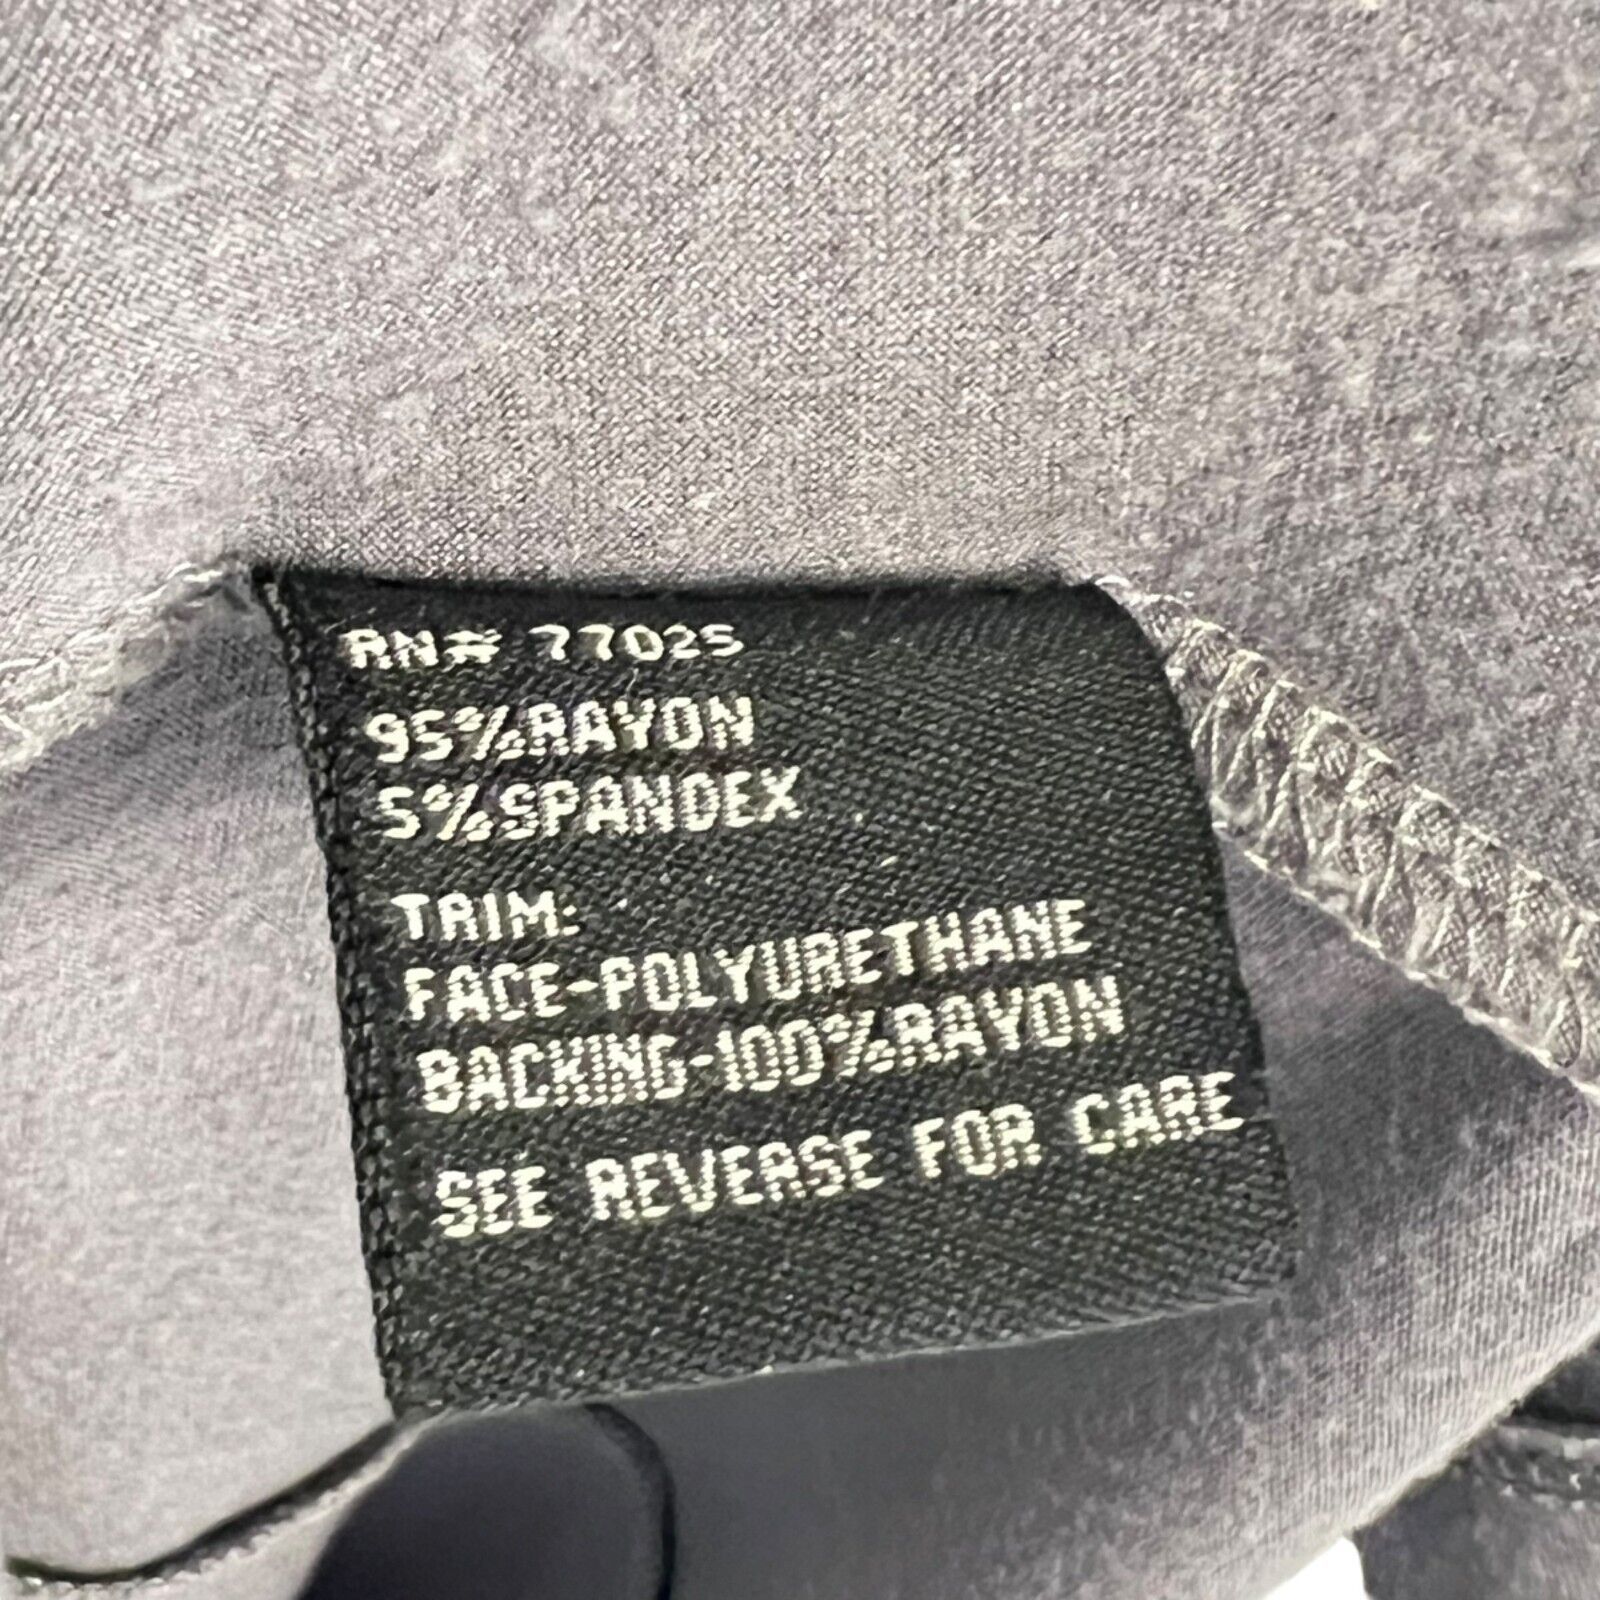 RN# 77025
95%RAYON
5%SPANDEX
TRIM:
FACE-POLYURETHANE
BACKING-100%RAYON
SEE REVERSE FOR CARE